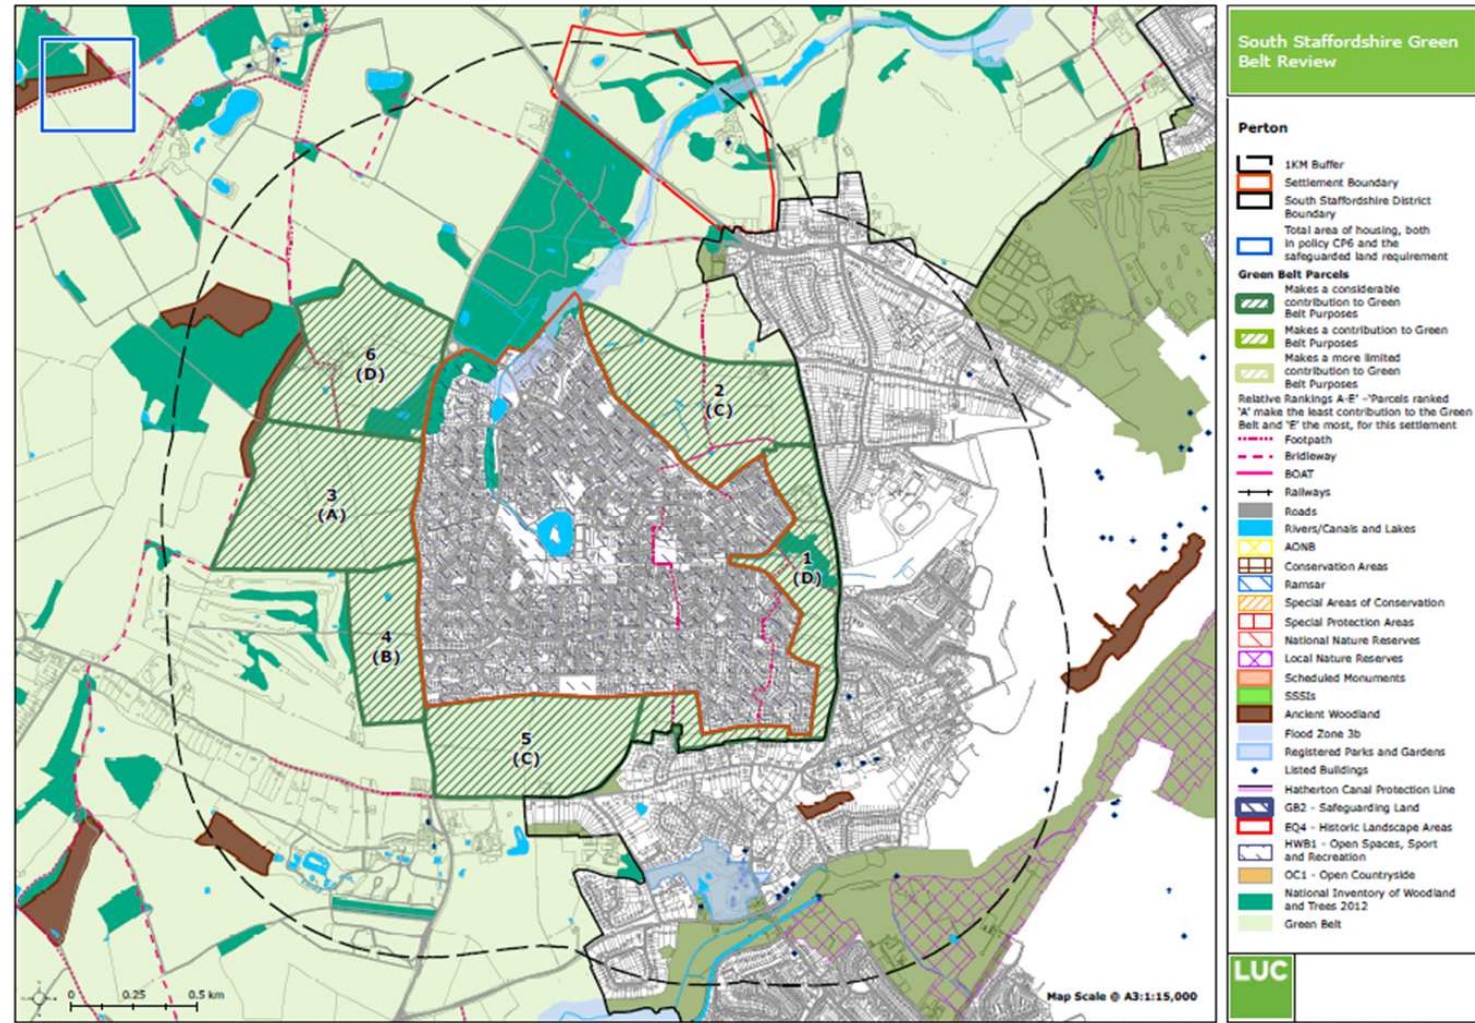 South Staffordshire Green
Belt Review
Perton
1KM Buffer
Settlement Boundary
South Staffordshire District
Boundary
Total area of housing, both
in policy CP6 and the
safeguarded land requirement
Green Belt Parcels
Makes a considerable
contribution to Green
Belt Purposes
Makes a contribution to Green
Belt Purposes
Makes a more limited
contribution to Green
Belt Purposes
Relative Rankings A-E' -'Parcels ranked
'A' make the least contribution to the Green
Belt and 'E' the most, for this settlement
Footpath
Bridleway
BOAT
Railways
Roads
Rivers/Canals and Lakes
AONB
Conservation Areas
Ramsar
Special Areas of Conservation
Special Protection Areas
National Nature Reserves
Local Nature Reserves
Scheduled Monuments
SSSIs
Ancient Woodland
Flood Zone 3b
Registered Parks and Gardens
Listed Buildings
Hatherton Canal Protection Line
GB2 - Safeguarding Land
EQ4 - Historic Landscape Areas
HWB1 - Open Spaces, Sport
and Recreation
OC1 - Open Countryside
National Inventory of Woodland
and Trees 2012
Green Belt
LUC
6
(D)
2
(C)
3
(A)
1
(D)
4
(B)
5
(C)
0 0.25 0.5 km
Map Scale @ A3:1:15,000